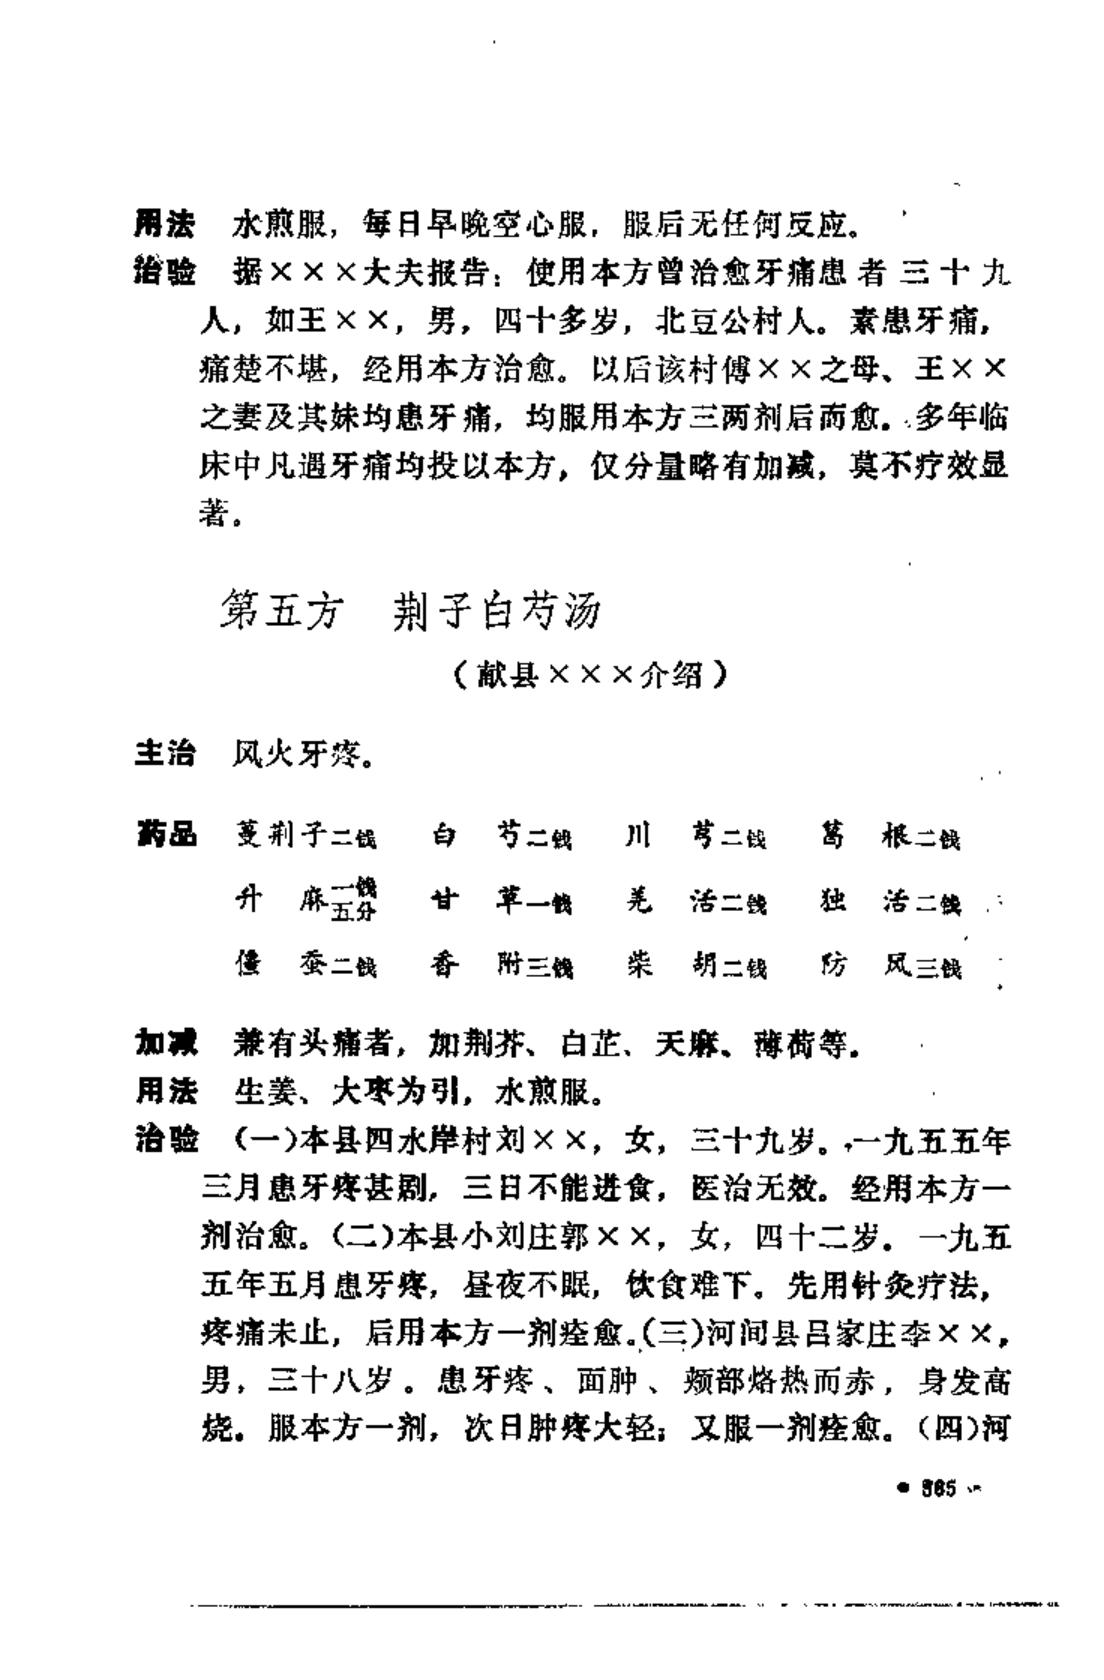 用法 水煎服，每日早晚空心服，服后无任何反应。
治验 据×××大夫报告：使用本方曾治愈牙痛患者三十九
人，如王××，男，四十多岁，北豆公村人。素患牙痛，
痛楚不堪，经用本方治愈。以后该村傅××之母、王××
之妻及其妹均患牙痛，均服用本方三两剂后而愈。多年临
床中凡遇牙痛均投以本方，仅分量略有加减，莫不疗效显
著。
第五方 荆子白芍汤
（献县×××介绍）
主治 风火牙疼。
药品 蔓荆子二钱 白芍二钱 川芎二钱 葛根二钱
升麻一钱五分 甘草一钱 羌活二钱 独活二钱
僵蚕二钱 香附三钱 柴胡二钱 防风三钱
加减 兼有头痛者，加荆芥、白芷、天麻、薄荷等。
用法 生姜、大枣为引，水煎服。
治验 （一）本县四水岸村刘××，女，三十九岁。一九五五年
三月患牙疼甚剧，三日不能进食，医治无效。经用本方一
剂治愈。（二）本县小刘庄郭××，女，四十二岁。一九五
五年五月患牙疼，昼夜不眠，饮食难下。先用针灸疗法，
疼痛未止，后用本方一剂痊愈。（三）河间县吕家庄李××，
男，三十八岁。患牙疼、面肿、颊部烙热而赤，身发高
烧。服本方一剂，次日肿疼大轻；又服一剂痊愈。（四）河